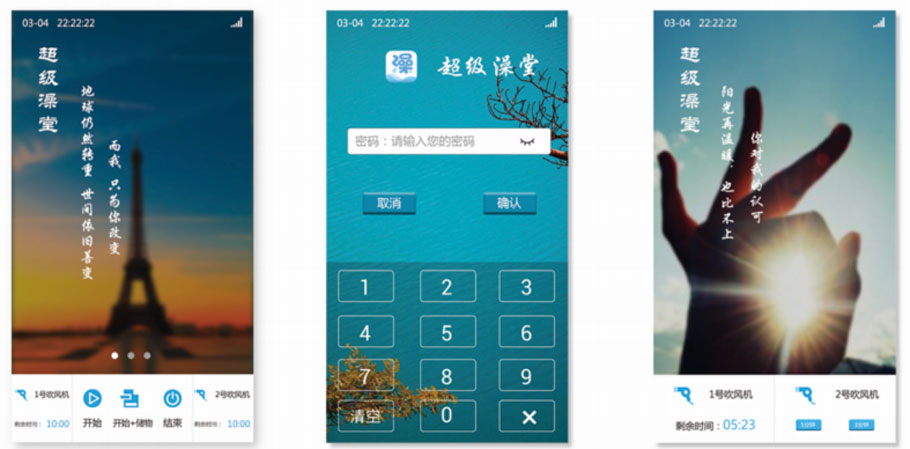 03-04 22:22:22
超级澡堂
地球仍然转重 世间依旧善变
而我 只为你改变
1号吹风机
剩余时间：10:00
开始
开始+储物
结束
2号吹风机
剩余时间：10:00
03-04 22:22:22
澡
超级澡堂
密码：请输入您的密码
取消
确认
1
2
3
4
5
6
7
8
9
清空
0
03-04 22:22:22
超级澡堂
阳光再温暖，也比不上
你对我的认可
1号吹风机
剩余时间：05:23
2号吹风机
5分钟
3分钟